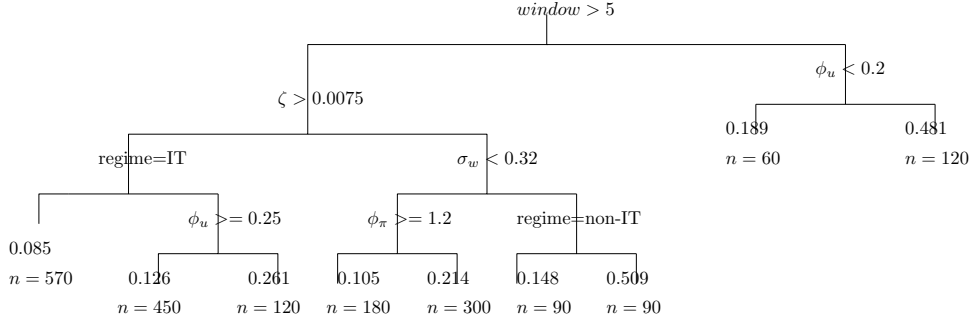 window > 5
ϕ_u < 0.2
ζ > 0.0075
0.189 0.481
regime=IT σ_w < 0.32 n = 60 n = 120
ϕ_u >= 0.25 ϕ_π >= 1.2 regime=non-IT
0.085
n = 570 0.126 0.261 0.105 0.214 0.148 0.509
n = 450 n = 120 n = 180 n = 300 n = 90 n = 90